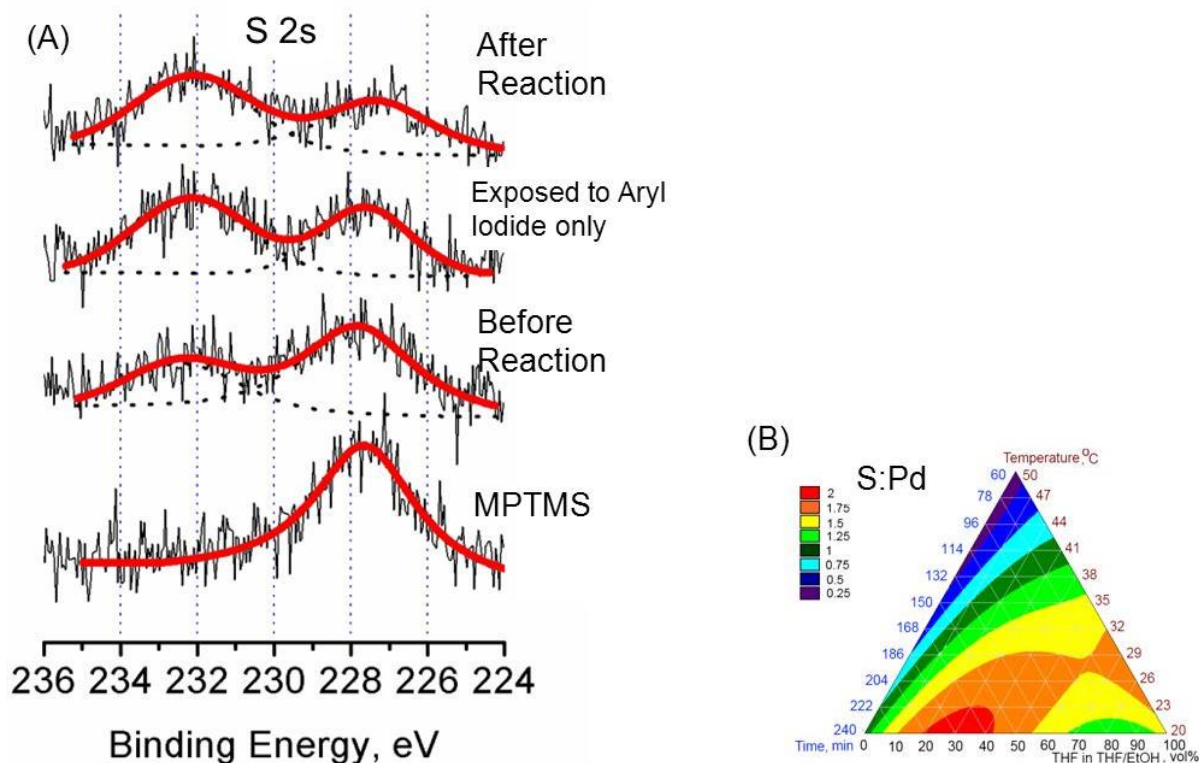 (A)
S 2s
After
Reaction
Exposed to Aryl
Iodide only
Before
Reaction
MPTMS
236 234 232 230 228 226 224
Binding Energy, eV
(B)
S:Pd
Temperature, °C
2
1.75
1.5
1.25
1
0.75
0.5
0.25
60 50
78 47
96 44
114 41
132 38
150 35
168 32
186 29
204 26
222 23
240 20
Time, min
0 10 20 30 40 50 60 70 80 90 100
THF in THF/EtOH, vol%